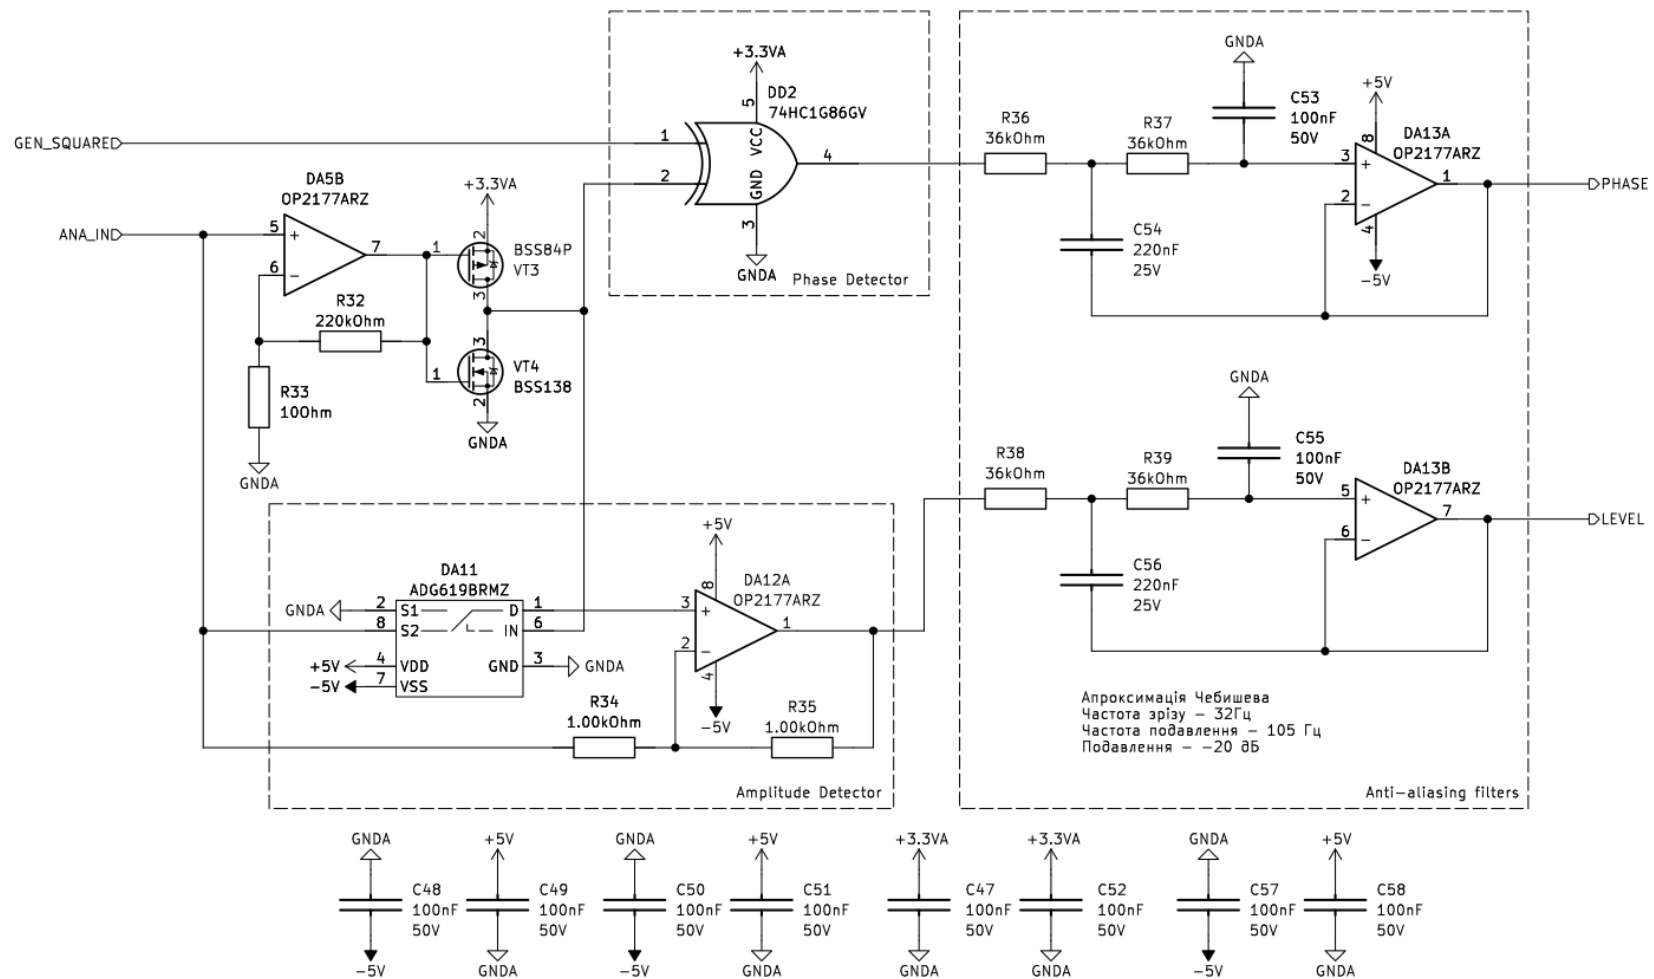 GEN_SQUARED
ANA_IN
DA5B
OP2177ARZ
5
+
6
−
7
R32
220kOhm
R33
10Ohm
GNDA
+3.3VA
1
2
3
BSS84P
VT3
1
3
2
VT4
BSS138
GNDA
+3.3VA
DD2
74HC1G86GV
5
VCC
GND
1
2
4
3
GNDA
Phase Detector
R36
36kOhm
R37
36kOhm
GNDA
C53
100nF
50V
C54
220nF
25V
+5V
DA13A
OP2177ARZ
8
3
+
2
−
1
4
-5V
PHASE
R38
36kOhm
R39
36kOhm
GNDA
C55
100nF
50V
C56
220nF
25V
DA13B
OP2177ARZ
5
+
6
−
7
LEVEL
Апроксимація Чебишева
Частота зрізу – 32Гц
Частота подавлення – 105 Гц
Подавлення – -20 дБ
Anti-aliasing filters
DA11
ADG619BRMZ
GNDA
2
S1
D
1
8
S2
IN
6
+5V
4
VDD
GND
3
GNDA
-5V
7
VSS
+5V
DA12A
OP2177ARZ
8
3
+
2
−
1
4
-5V
R34
1.00kOhm
R35
1.00kOhm
Amplitude Detector
GNDA
C48
100nF
50V
-5V
+5V
C49
100nF
50V
GNDA
GNDA
C50
100nF
50V
-5V
+5V
C51
100nF
50V
GNDA
+3.3VA
C47
100nF
50V
GNDA
+3.3VA
C52
100nF
50V
GNDA
GNDA
C57
100nF
50V
-5V
+5V
C58
100nF
50V
GNDA